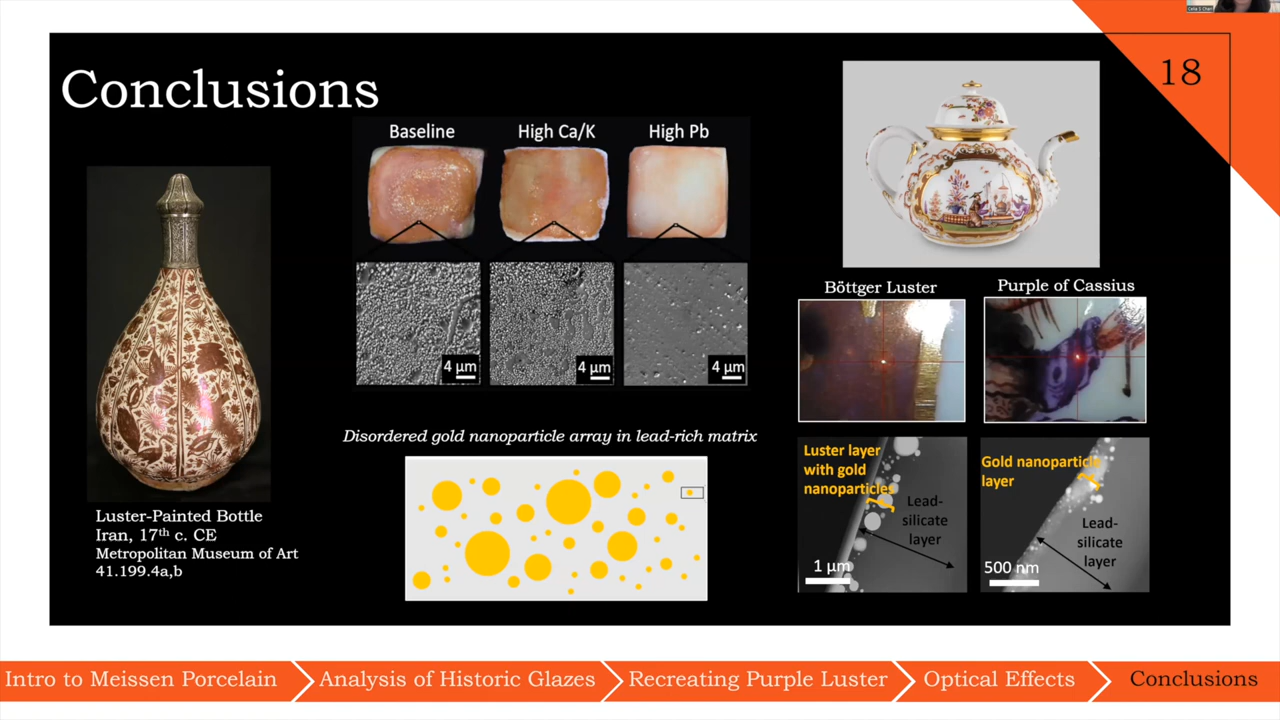 Conclusions
18
Baseline
High Ca/K
High Pb
4 μm
4 μm
4 μm
Disordered gold nanoparticle array in lead-rich matrix
Luster-Painted Bottle
Iran, 17th c. CE
Metropolitan Museum of Art
41.199.4a,b
Böttger Luster
Purple of Cassius
Luster layer
with gold
nanoparticles
Lead-
silicate
layer
1 μm
Gold nanoparticle
layer
Lead-
silicate
layer
500 nm
Intro to Meissen Porcelain
Analysis of Historic Glazes
Recreating Purple Luster
Optical Effects
Conclusions